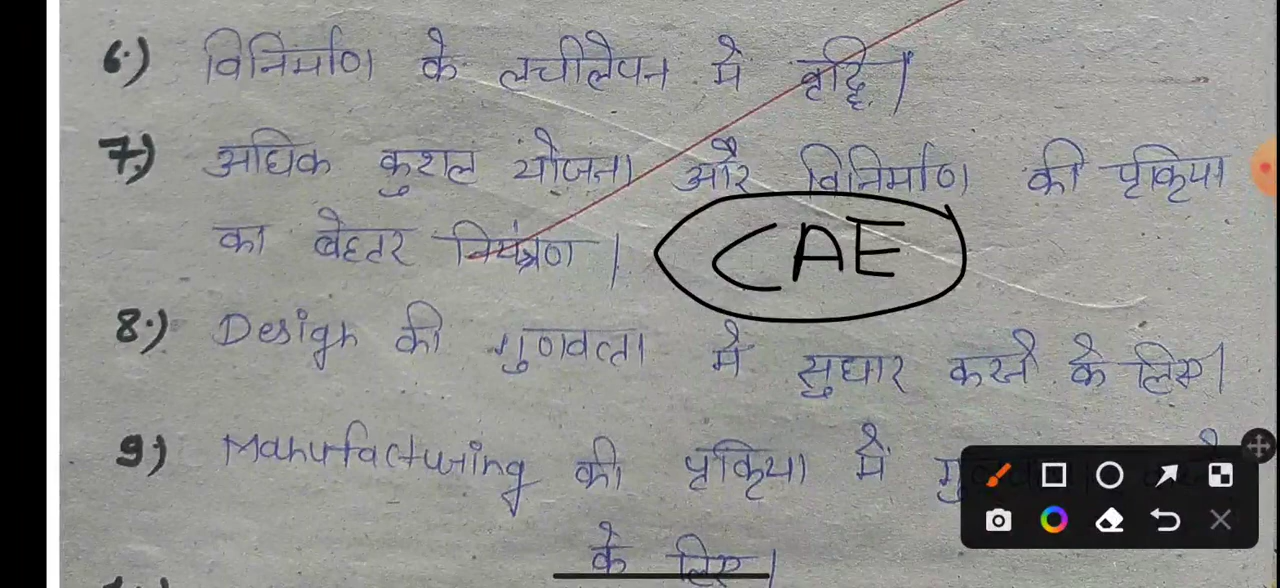 6.) विनिर्माण के लचीलेपन में वृद्धि।
7.) अधिक कुशल योजना और विनिर्माण की प्रक्रिया
का बेहतर नियंत्रण।
CAE
8.) Design की गुणवत्ता में सुधार करने के लिए।
9.) Manufacturing की प्रक्रिया में
के लिए।